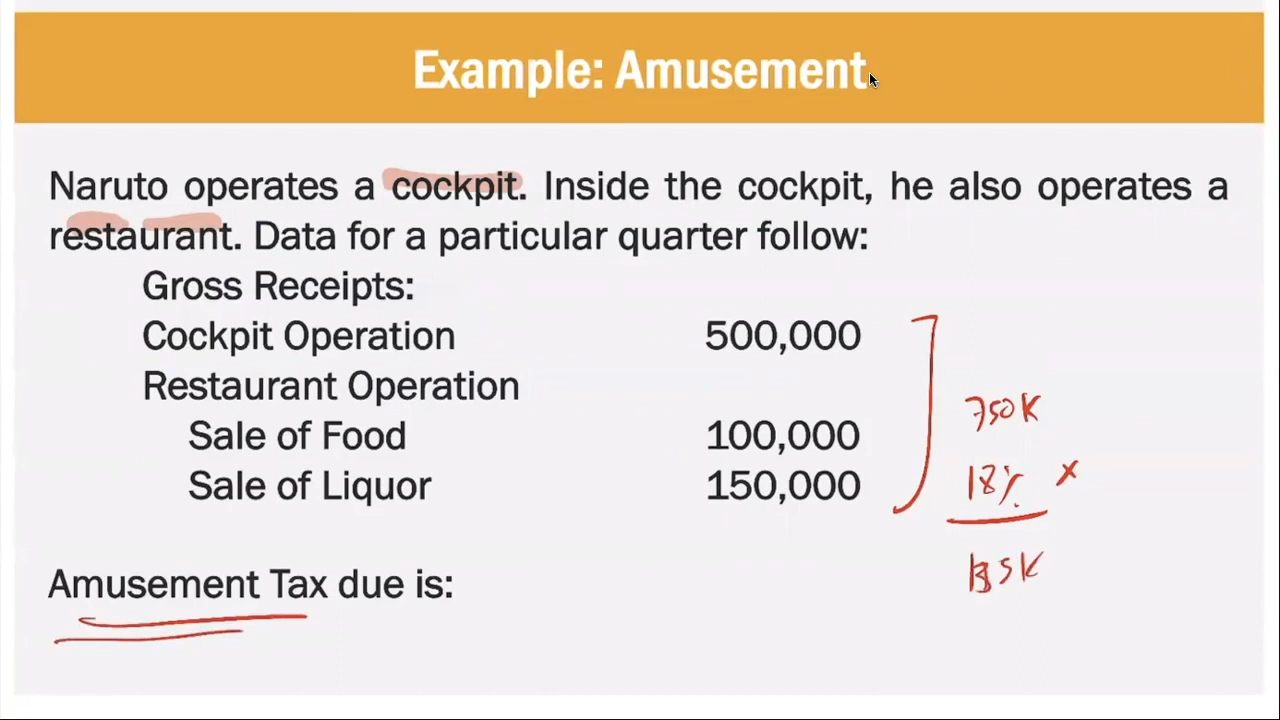 Example: Amusement
Naruto operates a cockpit. Inside the cockpit, he also operates a
restaurant. Data for a particular quarter follow:
Gross Receipts:
Cockpit Operation 500,000
Restaurant Operation
Sale of Food 100,000
Sale of Liquor 150,000
750K
18% x
135K
Amusement Tax due is: